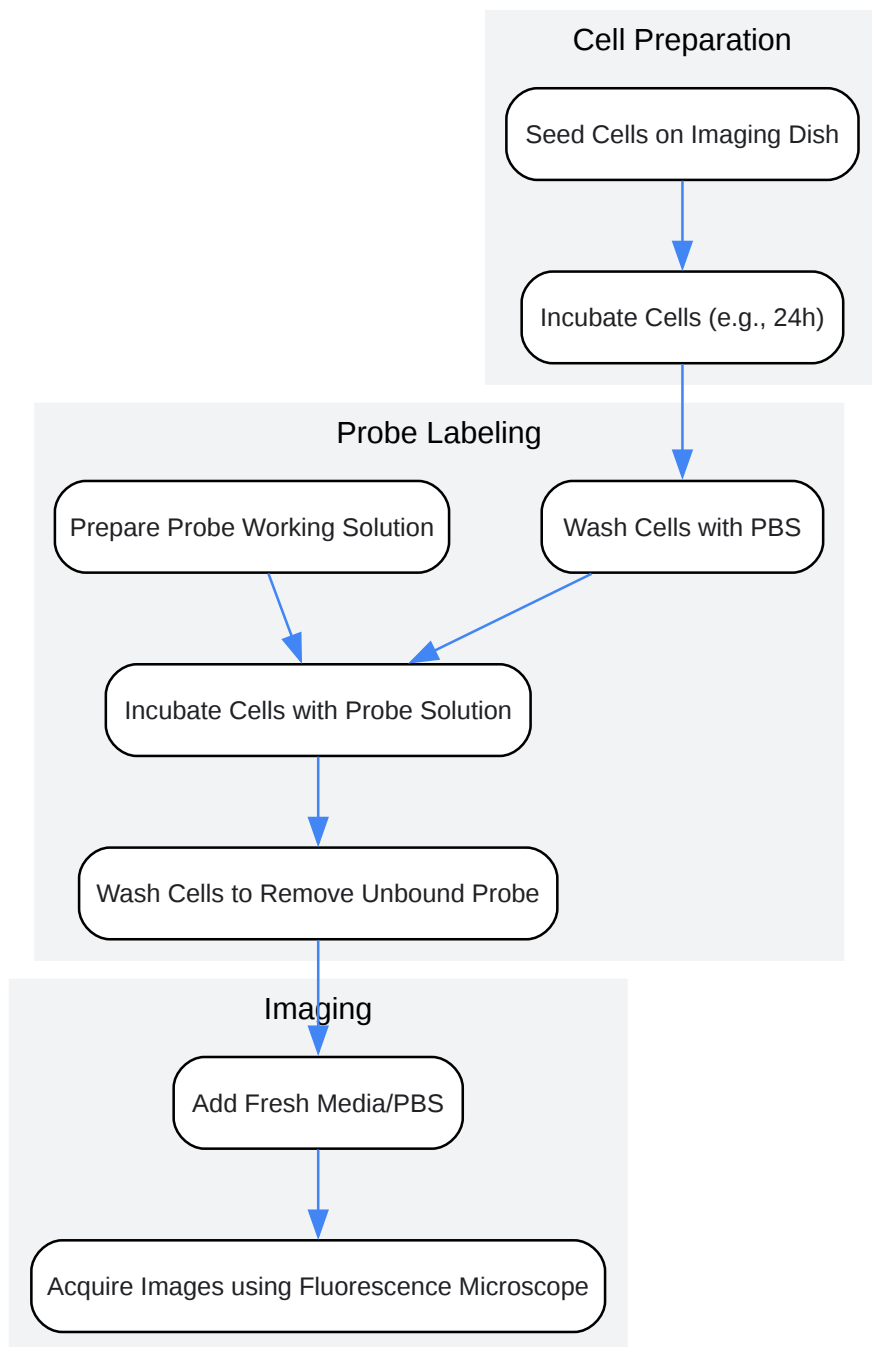 Cell Preparation
Seed Cells on Imaging Dish
Incubate Cells (e.g., 24h)
Probe Labeling
Prepare Probe Working Solution
Wash Cells with PBS
Incubate Cells with Probe Solution
Wash Cells to Remove Unbound Probe
Imaging
Add Fresh Media/PBS
Acquire Images using Fluorescence Microscope